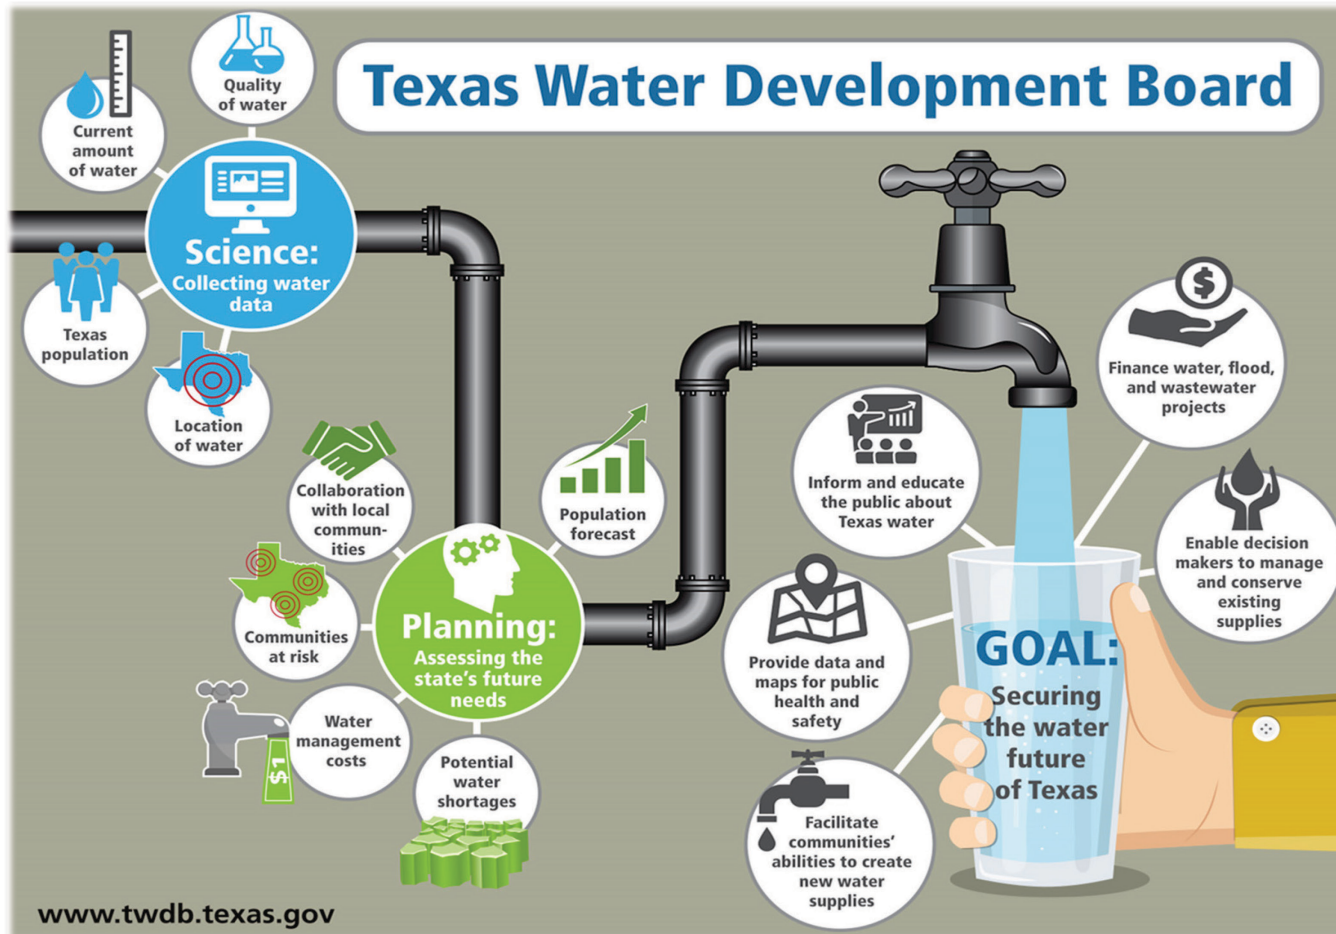 Texas Water Development Board
Quality
of water
Current
amount
of water
Science:
Collecting water
data
Texas
population
Location
of water
Collaboration
with local
commun-
ities
Population
forecast
Communities
at risk
Planning:
Assessing the
state's future
needs
Water
management
costs
$1
Potential
water
shortages
$
Finance water, flood,
and wastewater
projects
Inform and educate
the public about
Texas water
Enable decision
makers to manage
and conserve
existing
supplies
Provide data and
maps for public
health and
safety
Facilitate
communities'
abilities to create
new water
supplies
GOAL:
Securing
the water
future
of Texas
www.twdb.texas.gov